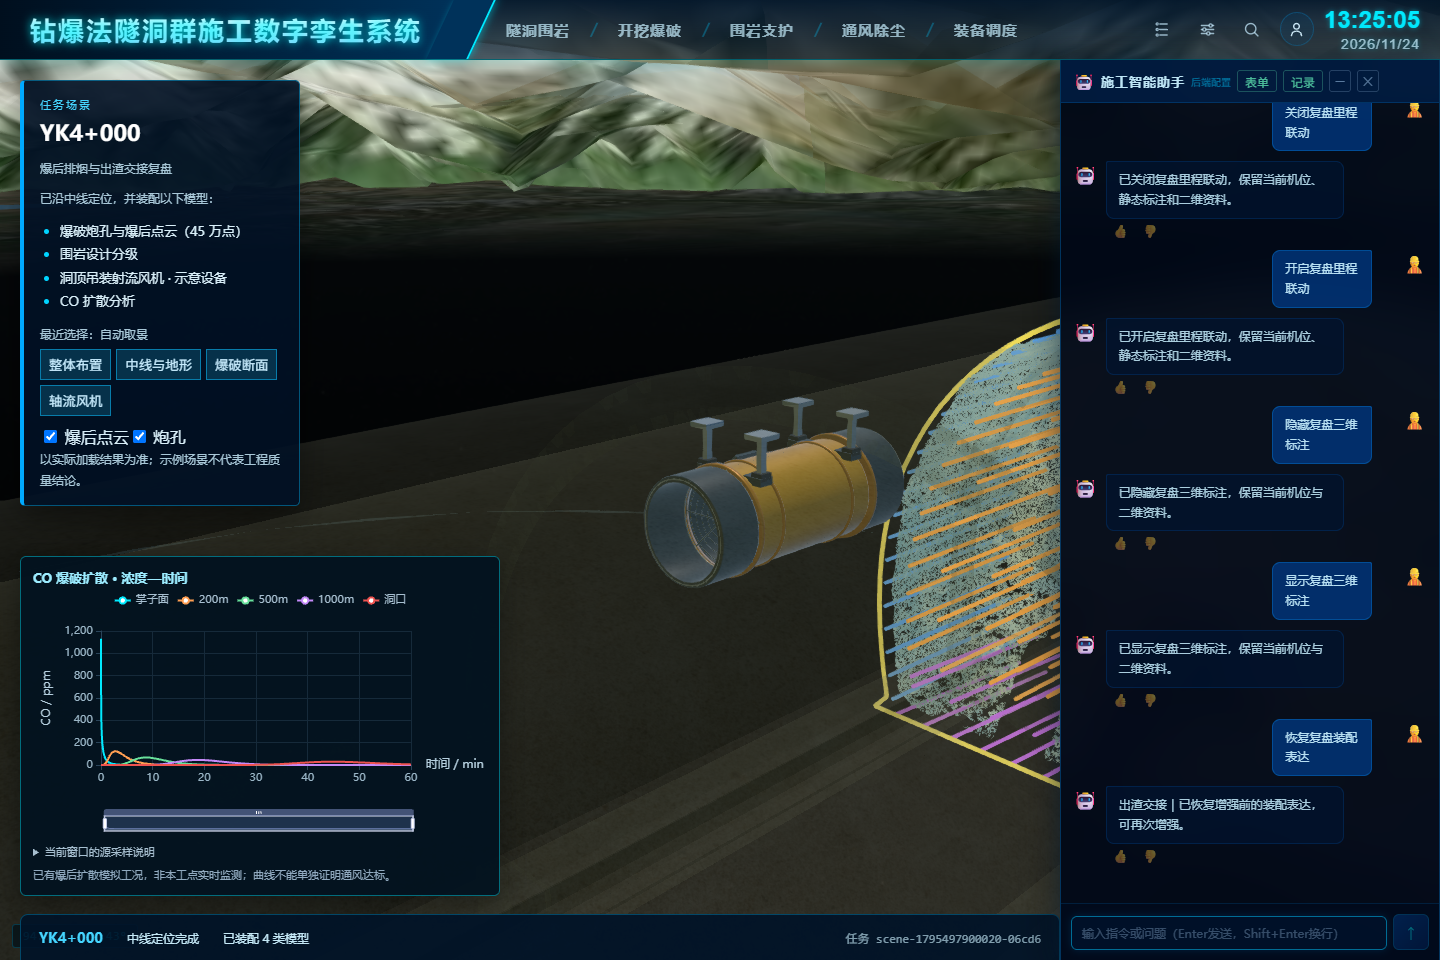 钻爆法隧洞群施工数字孪生系统
隧洞围岩 / 开挖爆破 / 围岩支护 / 通风除尘 / 装备调度
13:25:05
2026/11/24
任务场景
YK4+000
爆后排烟与出渣交接复盘
已沿中线定位，并装配以下模型：
爆破炮孔与爆后点云（45 万点）
围岩设计分级
洞顶吊装射流风机 · 示意设备
CO 扩散分析
最近选择：自动取景
整体布置 中线与地形 爆破断面
轴流风机
爆后点云 炮孔
以实际加载结果为准；示例场景不代表工程质
量结论。
CO 爆破扩散 • 浓度—时间
掌子面 200m 500m 1000m 洞口
CO / ppm
1,200
1,000
800
600
400
200
0
0 10 20 30 40 50 60
时间 / min
当前窗口的源采样说明
已有爆后扩散模拟工况，非本工点实时监测；曲线不能单独证明通风达标。
YK4+000 中线定位完成 已装配 4 类模型 任务 scene-1795497900020-06cd6
施工智能助手 后端配置 表单 记录
关闭复盘里程
联动
已关闭复盘里程联动，保留当前机位、
静态标注和二维资料。
开启复盘里程
联动
已开启复盘里程联动，保留当前机位、
静态标注和二维资料。
隐藏复盘三维
标注
已隐藏复盘三维标注，保留当前机位与
二维资料。
显示复盘三维
标注
已显示复盘三维标注，保留当前机位与
二维资料。
恢复复盘装配
表达
出渣交接 | 已恢复增强前的装配表达，
可再次增强。
输入指令或问题（Enter发送，Shift+Enter换行）